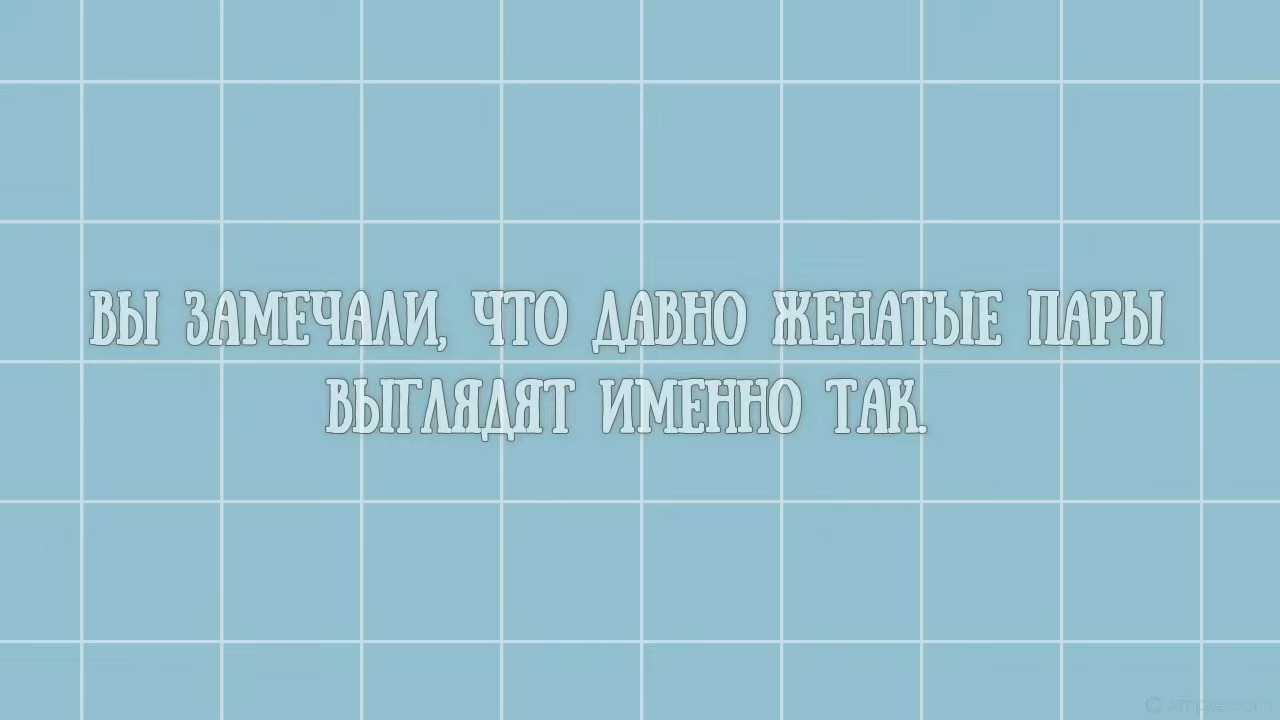 ВЫ ЗАМЕЧАЛИ, ЧТО ДАВНО ЖЕНАТЫЕ ПАРЫ
ВЫГЛЯДЯТ ИМЕННО ТАК.